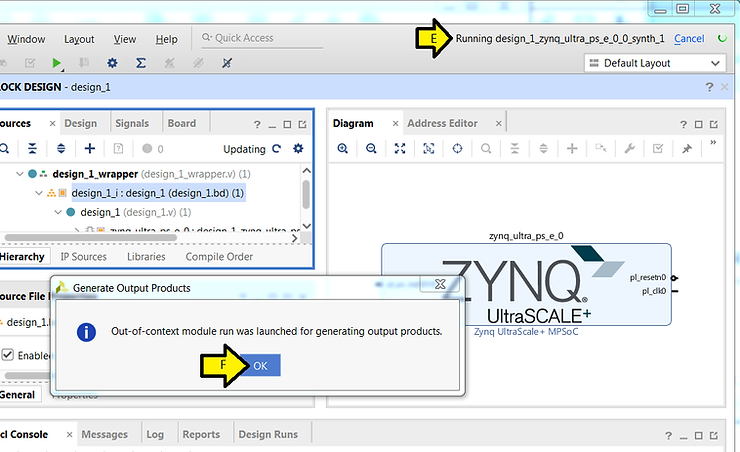 Window Layout View Help Quick Access
E Running design_1_zynq_ultra_ps_e_0_0_synth_1 Cancel
Default Layout
LOCK DESIGN - design_1
ources Design Signals Board
0 Updating
design_1_wrapper (design_1_wrapper.v) (1)
design_1_i : design_1 (design_1.bd) (1)
design_1 (design_1.v) (1)
zynq_ultra_ps_e_0 : design_1_zynq_ultra_ps
Hierarchy IP Sources Libraries Compile Order
Diagram Address Editor
zynq_ultra_ps_e_0
ZYNQ®
UltraSCALE+
pl_resetn0
pl_clk0
Zynq UltraScale+ MPSoC
ource File Properties
design_1.
Enabled
General Properties
Generate Output Products
Out-of-context module run was launched for generating output products.
F OK
cl Console Messages Log Reports Design Runs